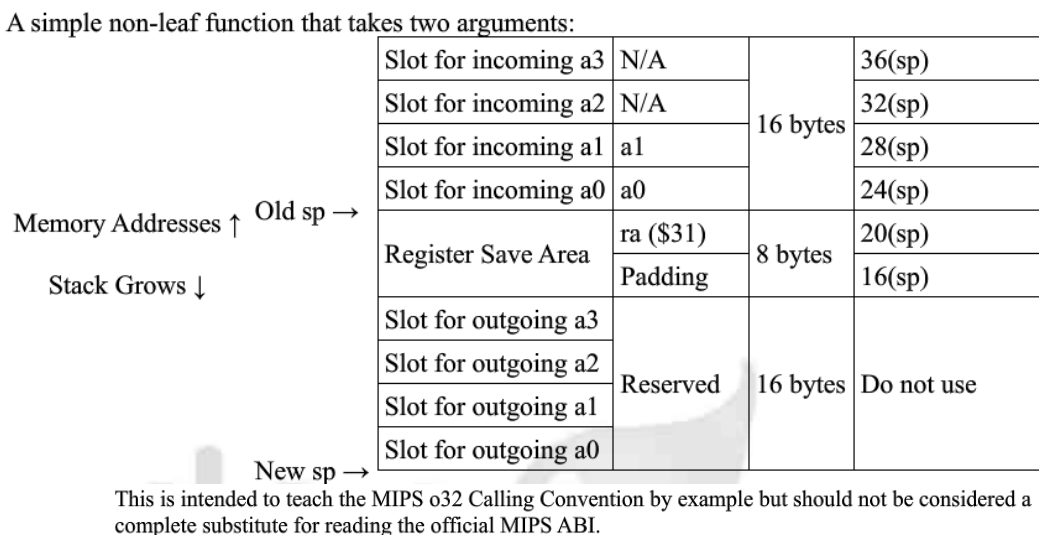 A simple non-leaf function that takes two arguments:
Slot for incoming a3 N/A 36(sp)
Slot for incoming a2 N/A 32(sp)
16 bytes
Slot for incoming a1 a1 28(sp)
Slot for incoming a0 a0 24(sp)
Memory Addresses ↑ Old sp →
Register Save Area ra ($31) 8 bytes 20(sp)
Stack Grows ↓ Padding 16(sp)
Slot for outgoing a3
Slot for outgoing a2
Reserved 16 bytes Do not use
Slot for outgoing a1
Slot for outgoing a0
New sp →
This is intended to teach the MIPS o32 Calling Convention by example but should not be considered a
complete substitute for reading the official MIPS ABI.